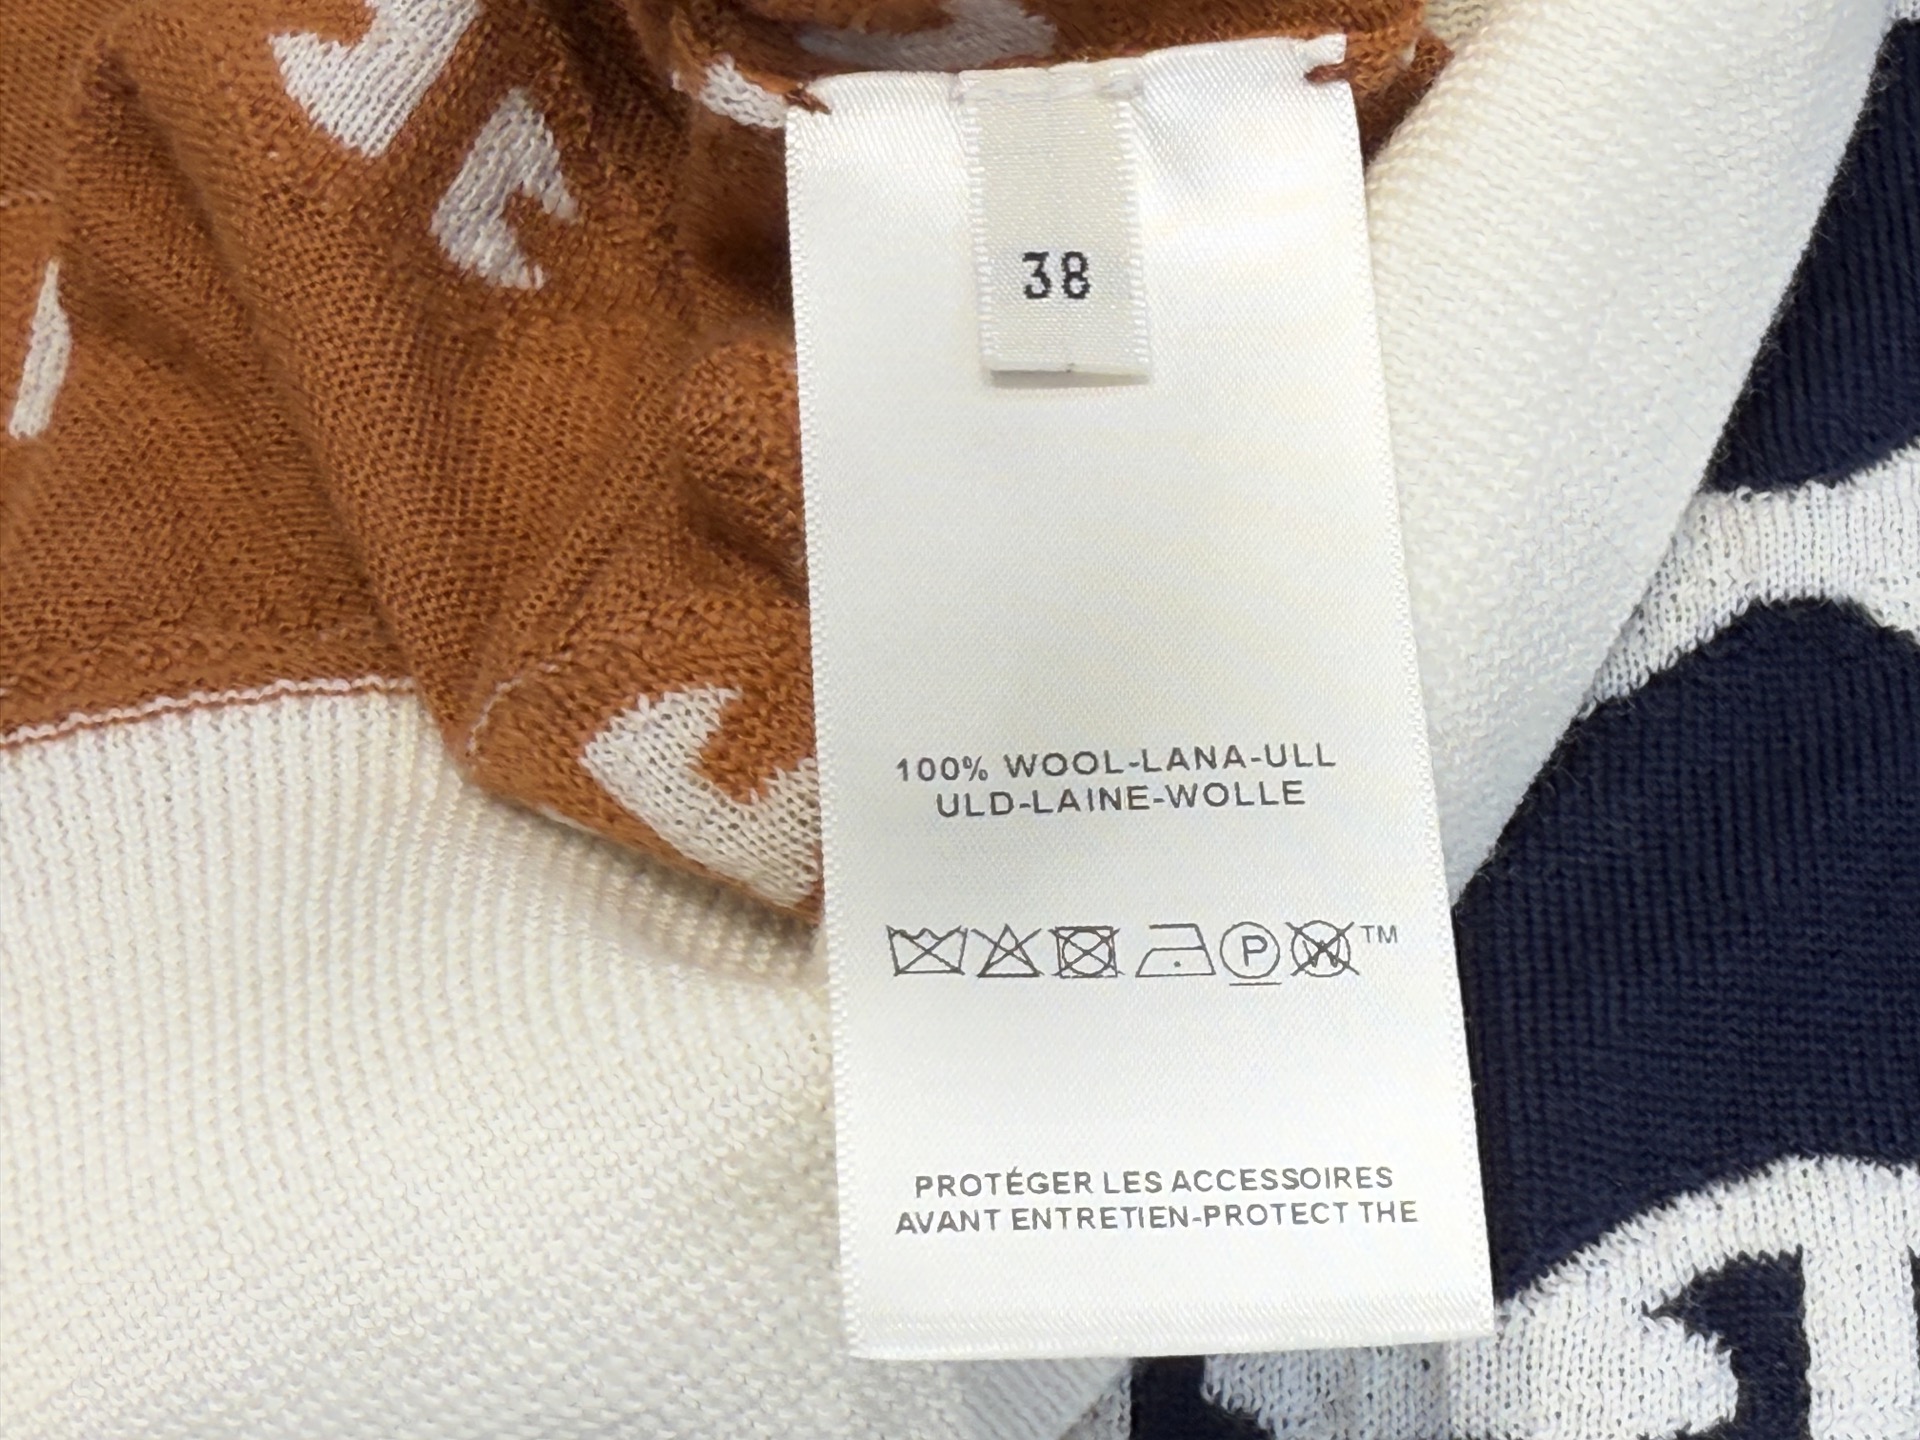 38
100% WOOL-LANA-ULL
ULD-LAINE-WOLLE
P W ™
PROTÉGER LES ACCESSOIRES
AVANT ENTRETIEN-PROTECT THE